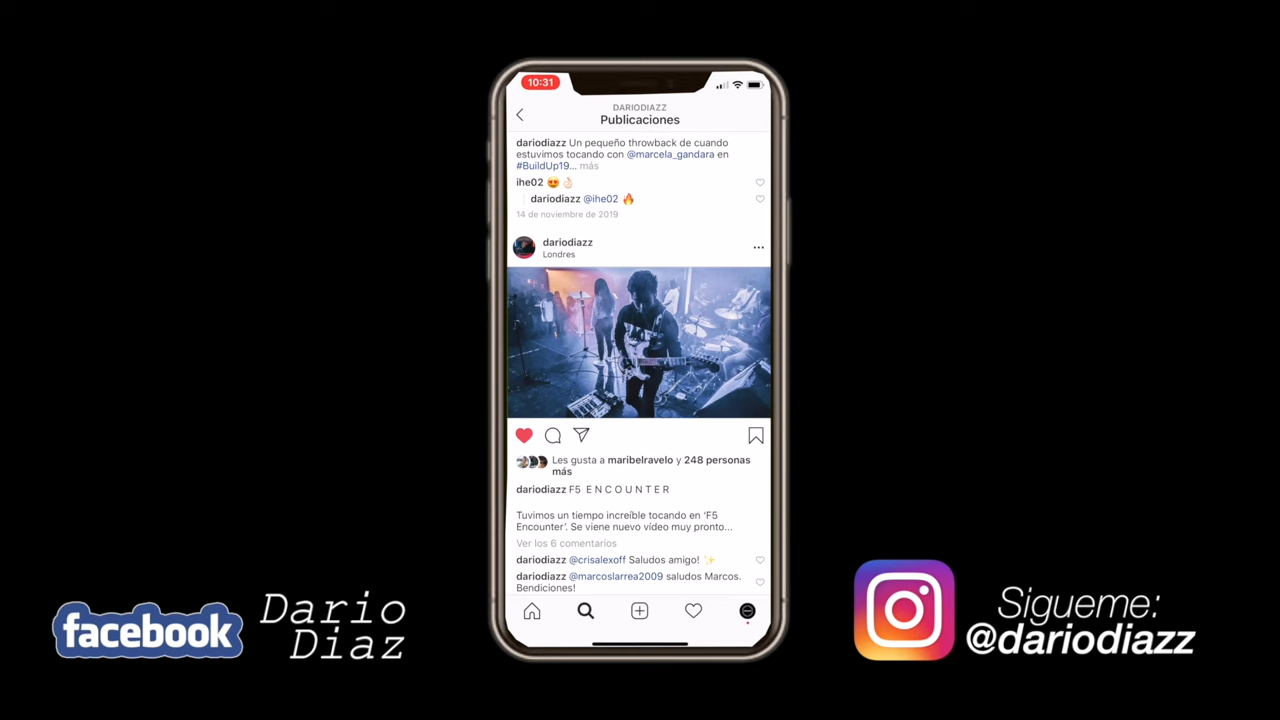 10:31
DARIODIAZZ
Publicaciones
dariodiazz Un pequeño throwback de cuando
estuvimos tocando con @marcela_gandara en
#BuildUp19... más
ihe02 😍👌🏻
dariodiazz @ihe02 🔥
14 de noviembre de 2019
dariodiazz
Londres
Les gusta a maribelravelo y 248 personas
más
dariodiazz F5 E N C O U N T E R
Tuvimos un tiempo increíble tocando en ‘F5
Encounter’. Se viene nuevo vídeo muy pronto...
Ver los 6 comentarios
dariodiazz @crisalexoff Saludos amigo! ✨
dariodiazz @marcoslarrea2009 saludos Marcos.
Bendiciones!
facebook
Dario
Diaz
Sigueme:
@dariodiazz